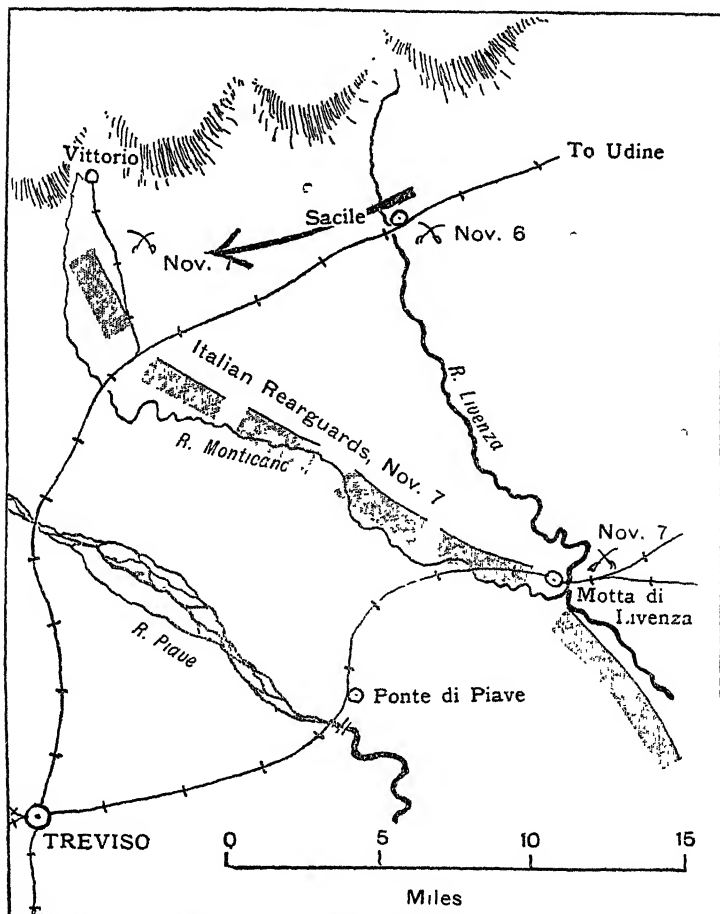 Vittorio
To Udine
Sacile
Nov. 6
Nov. 7
Italian Rearguards, Nov. 7
R. Livenza
R. Monticano
Nov. 7
Motta di
Livenza
R. Piave
Ponte di Piave
TREVISO
0 5 10 15
Miles